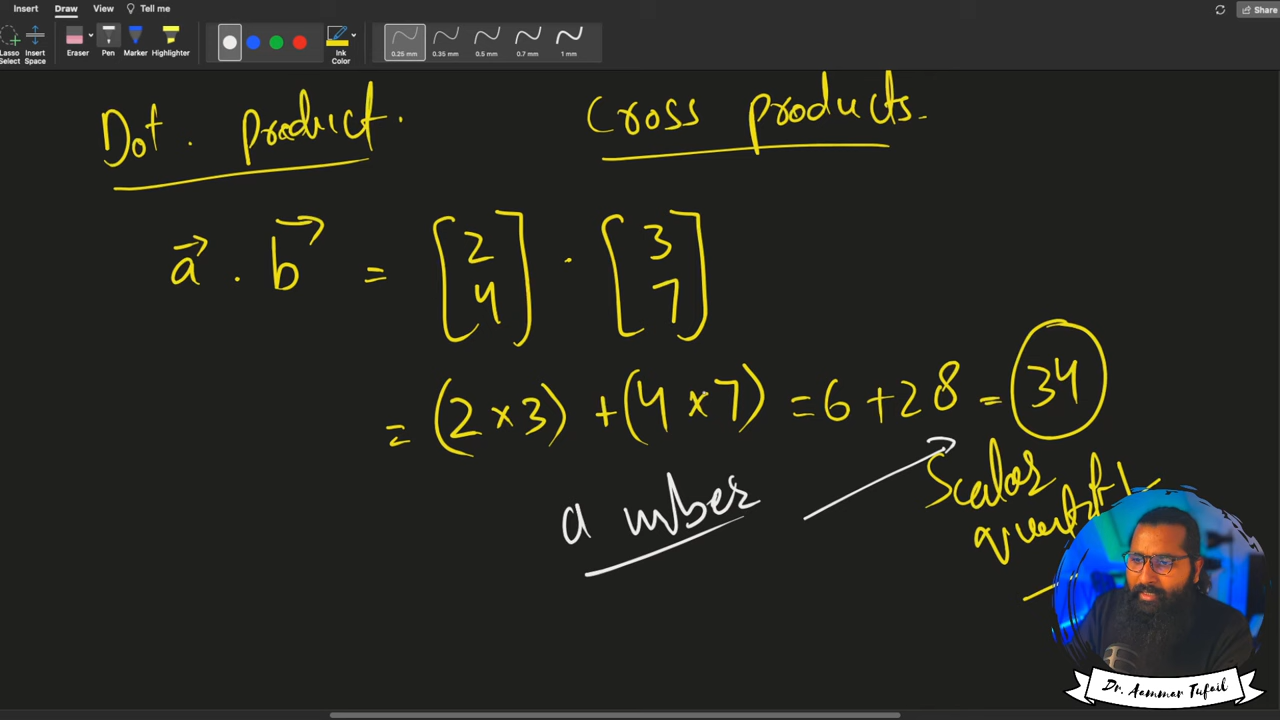 Insert Draw View Tell me
Share
Lasso Select
Insert Space
Eraser
Pen
Marker
Highlighter
Ink Color
0.25 mm
0.35 mm
0.5 mm
0.7 mm
1 mm
Dot. product.
Cross products.
a . b = [2 4] . [3 7]
= (2 × 3) + (4 × 7) = 6 + 28 = 34
a umber
Scalar
quantity
Dr. Aammar Tufail